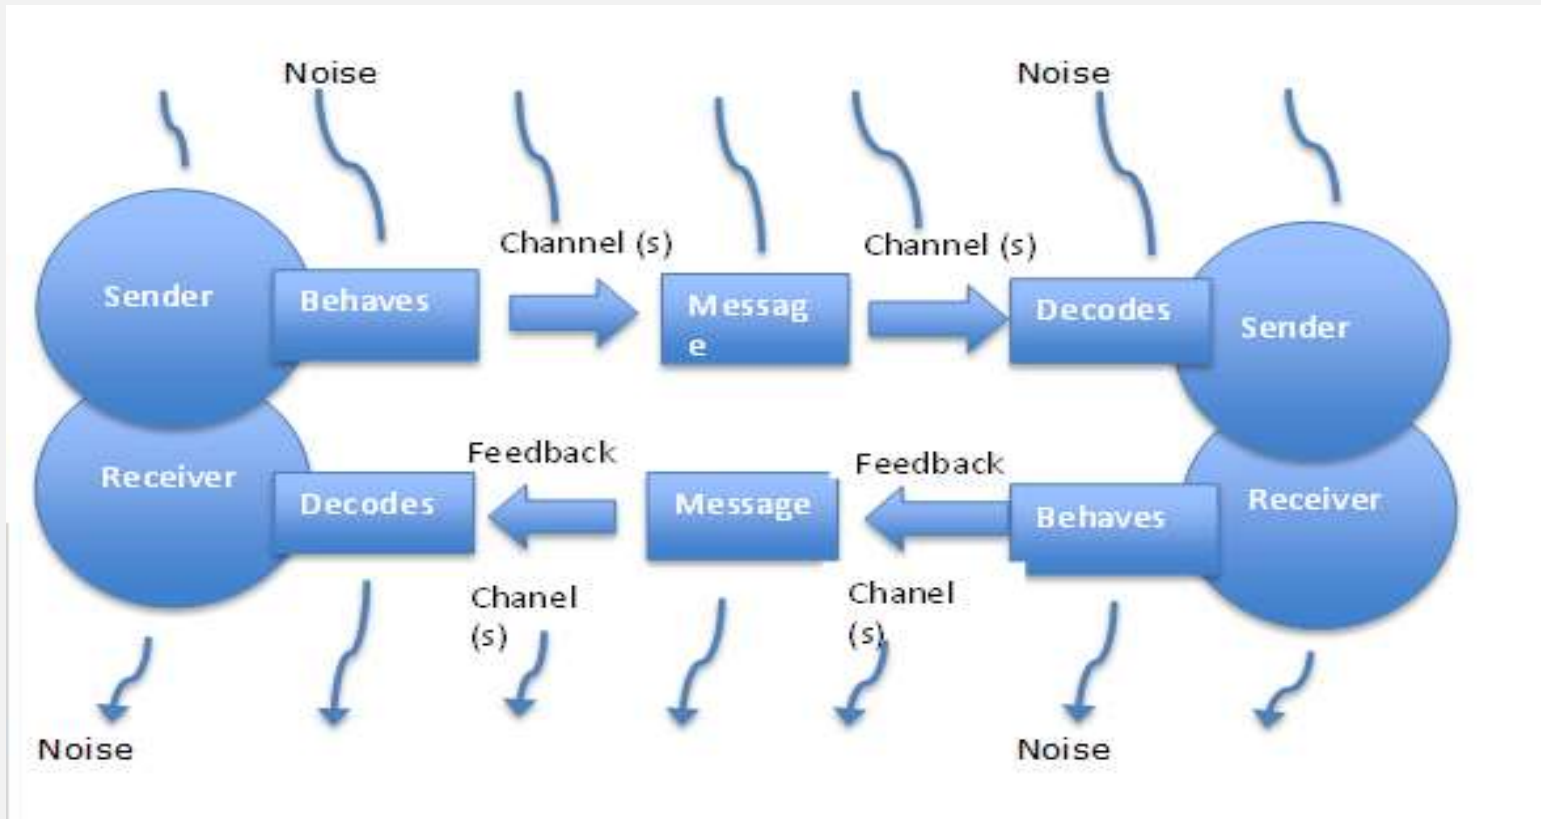 Noise
Noise
Channel (s)
Channel (s)
Sender
Behaves
Messag
e
Decodes
Sender
Feedback
Feedback
Receiver
Decodes
Message
Behaves
Receiver
Chanel
(s)
Chanel
(s)
Noise
Noise